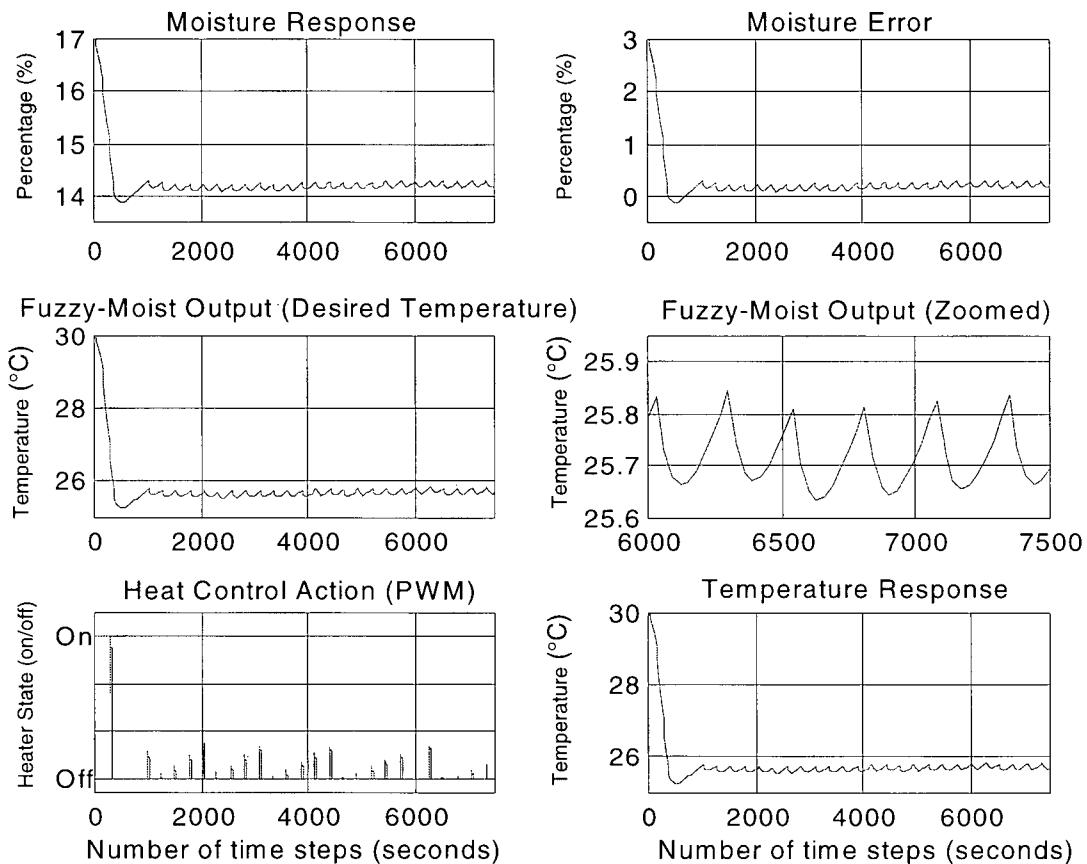 Moisture Response
Percentage (%)
17
16
15
14
0 2000 4000 6000
Moisture Error
Percentage (%)
3
2
1
0
0 2000 4000 6000
Fuzzy-Moist Output (Desired Temperature)
Temperature (°C)
30
28
26
0 2000 4000 6000
Fuzzy-Moist Output (Zoomed)
Temperature (°C)
25.9
25.8
25.7
25.6
6000 6500 7000 7500
Heat Control Action (PWM)
Heater State (on/off)
On
Off
0 2000 4000 6000
Number of time steps (seconds)
Temperature Response
Temperature (°C)
30
28
26
0 2000 4000 6000
Number of time steps (seconds)